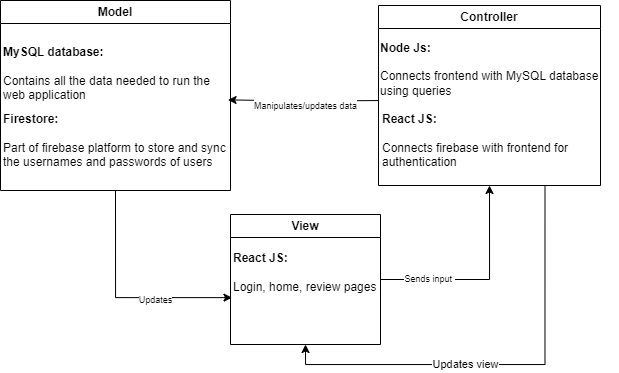 Model
MySQL database:
Contains all the data needed to run the
web application
Firestore:
Part of firebase platform to store and sync
the usernames and passwords of users
Controller
Node Js:
Connects frontend with MySQL database
using queries
React JS:
Connects firebase with frontend for
authentication
Manipulates/updates data
View
React JS:
Login, home, review pages
Sends input
Updates
Updates view